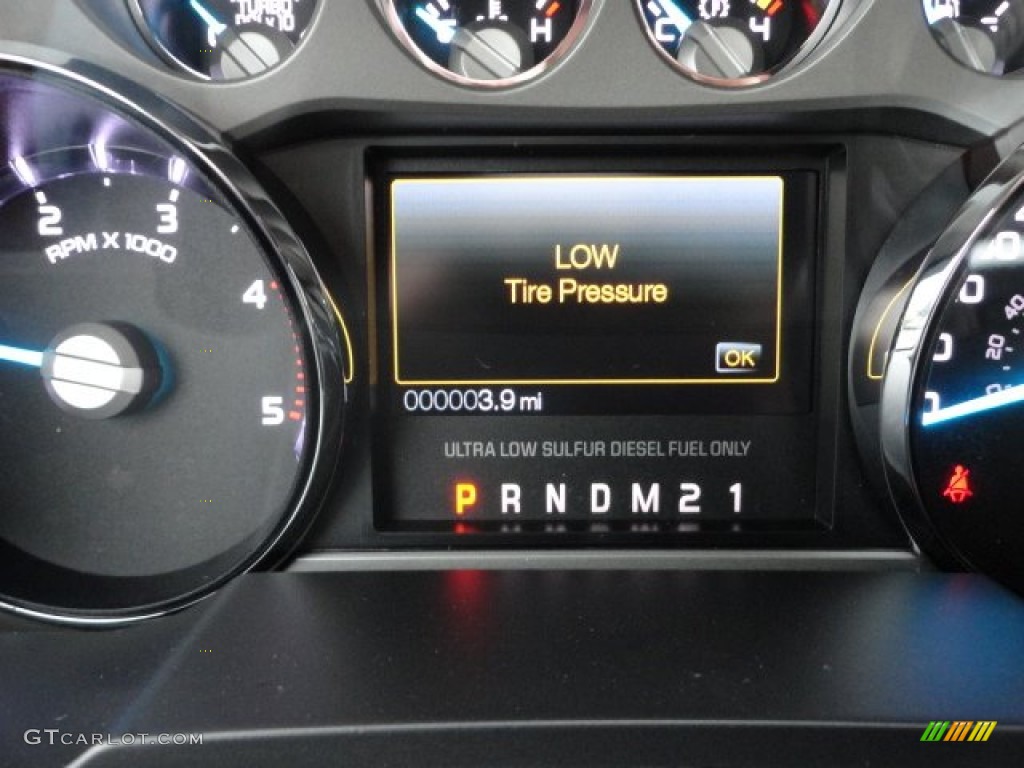 TURBO
H
C
4
2
3
RPM X 1000
4
5
LOW
Tire Pressure
OK
000003.9 mi
ULTRA LOW SULFUR DIESEL FUEL ONLY
P R N D M 2 1
20
40
GTCARLOT.COM